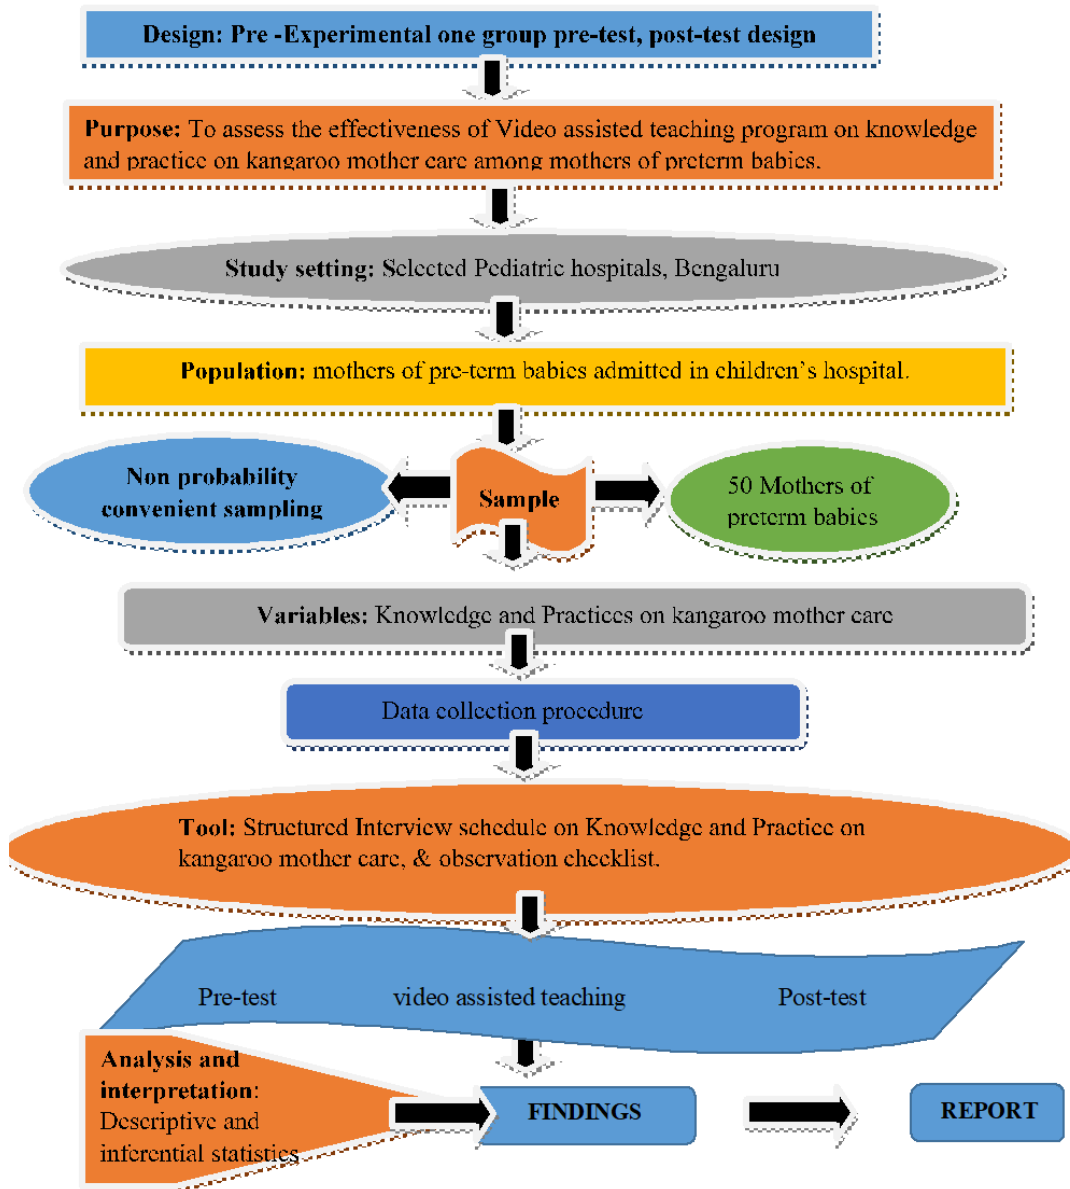 Design: Pre -Experimental one group pre-test, post-test design
Purpose: To assess the effectiveness of Video assisted teaching program on knowledge
and practice on kangaroo mother care among mothers of preterm babies.
Study setting: Selected Pediatric hospitals, Bengaluru
Population: mothers of pre-term babies admitted in children’s hospital.
Non probability
convenient sampling
Sample
50 Mothers of
preterm babies
Variables: Knowledge and Practices on kangaroo mother care
Data collection procedure
Tool: Structured Interview schedule on Knowledge and Practice on
kangaroo mother care, & observation checklist.
Pre-test video assisted teaching Post-test
Analysis and
interpretation:
Descriptive and
inferential statistics
FINDINGS
REPORT